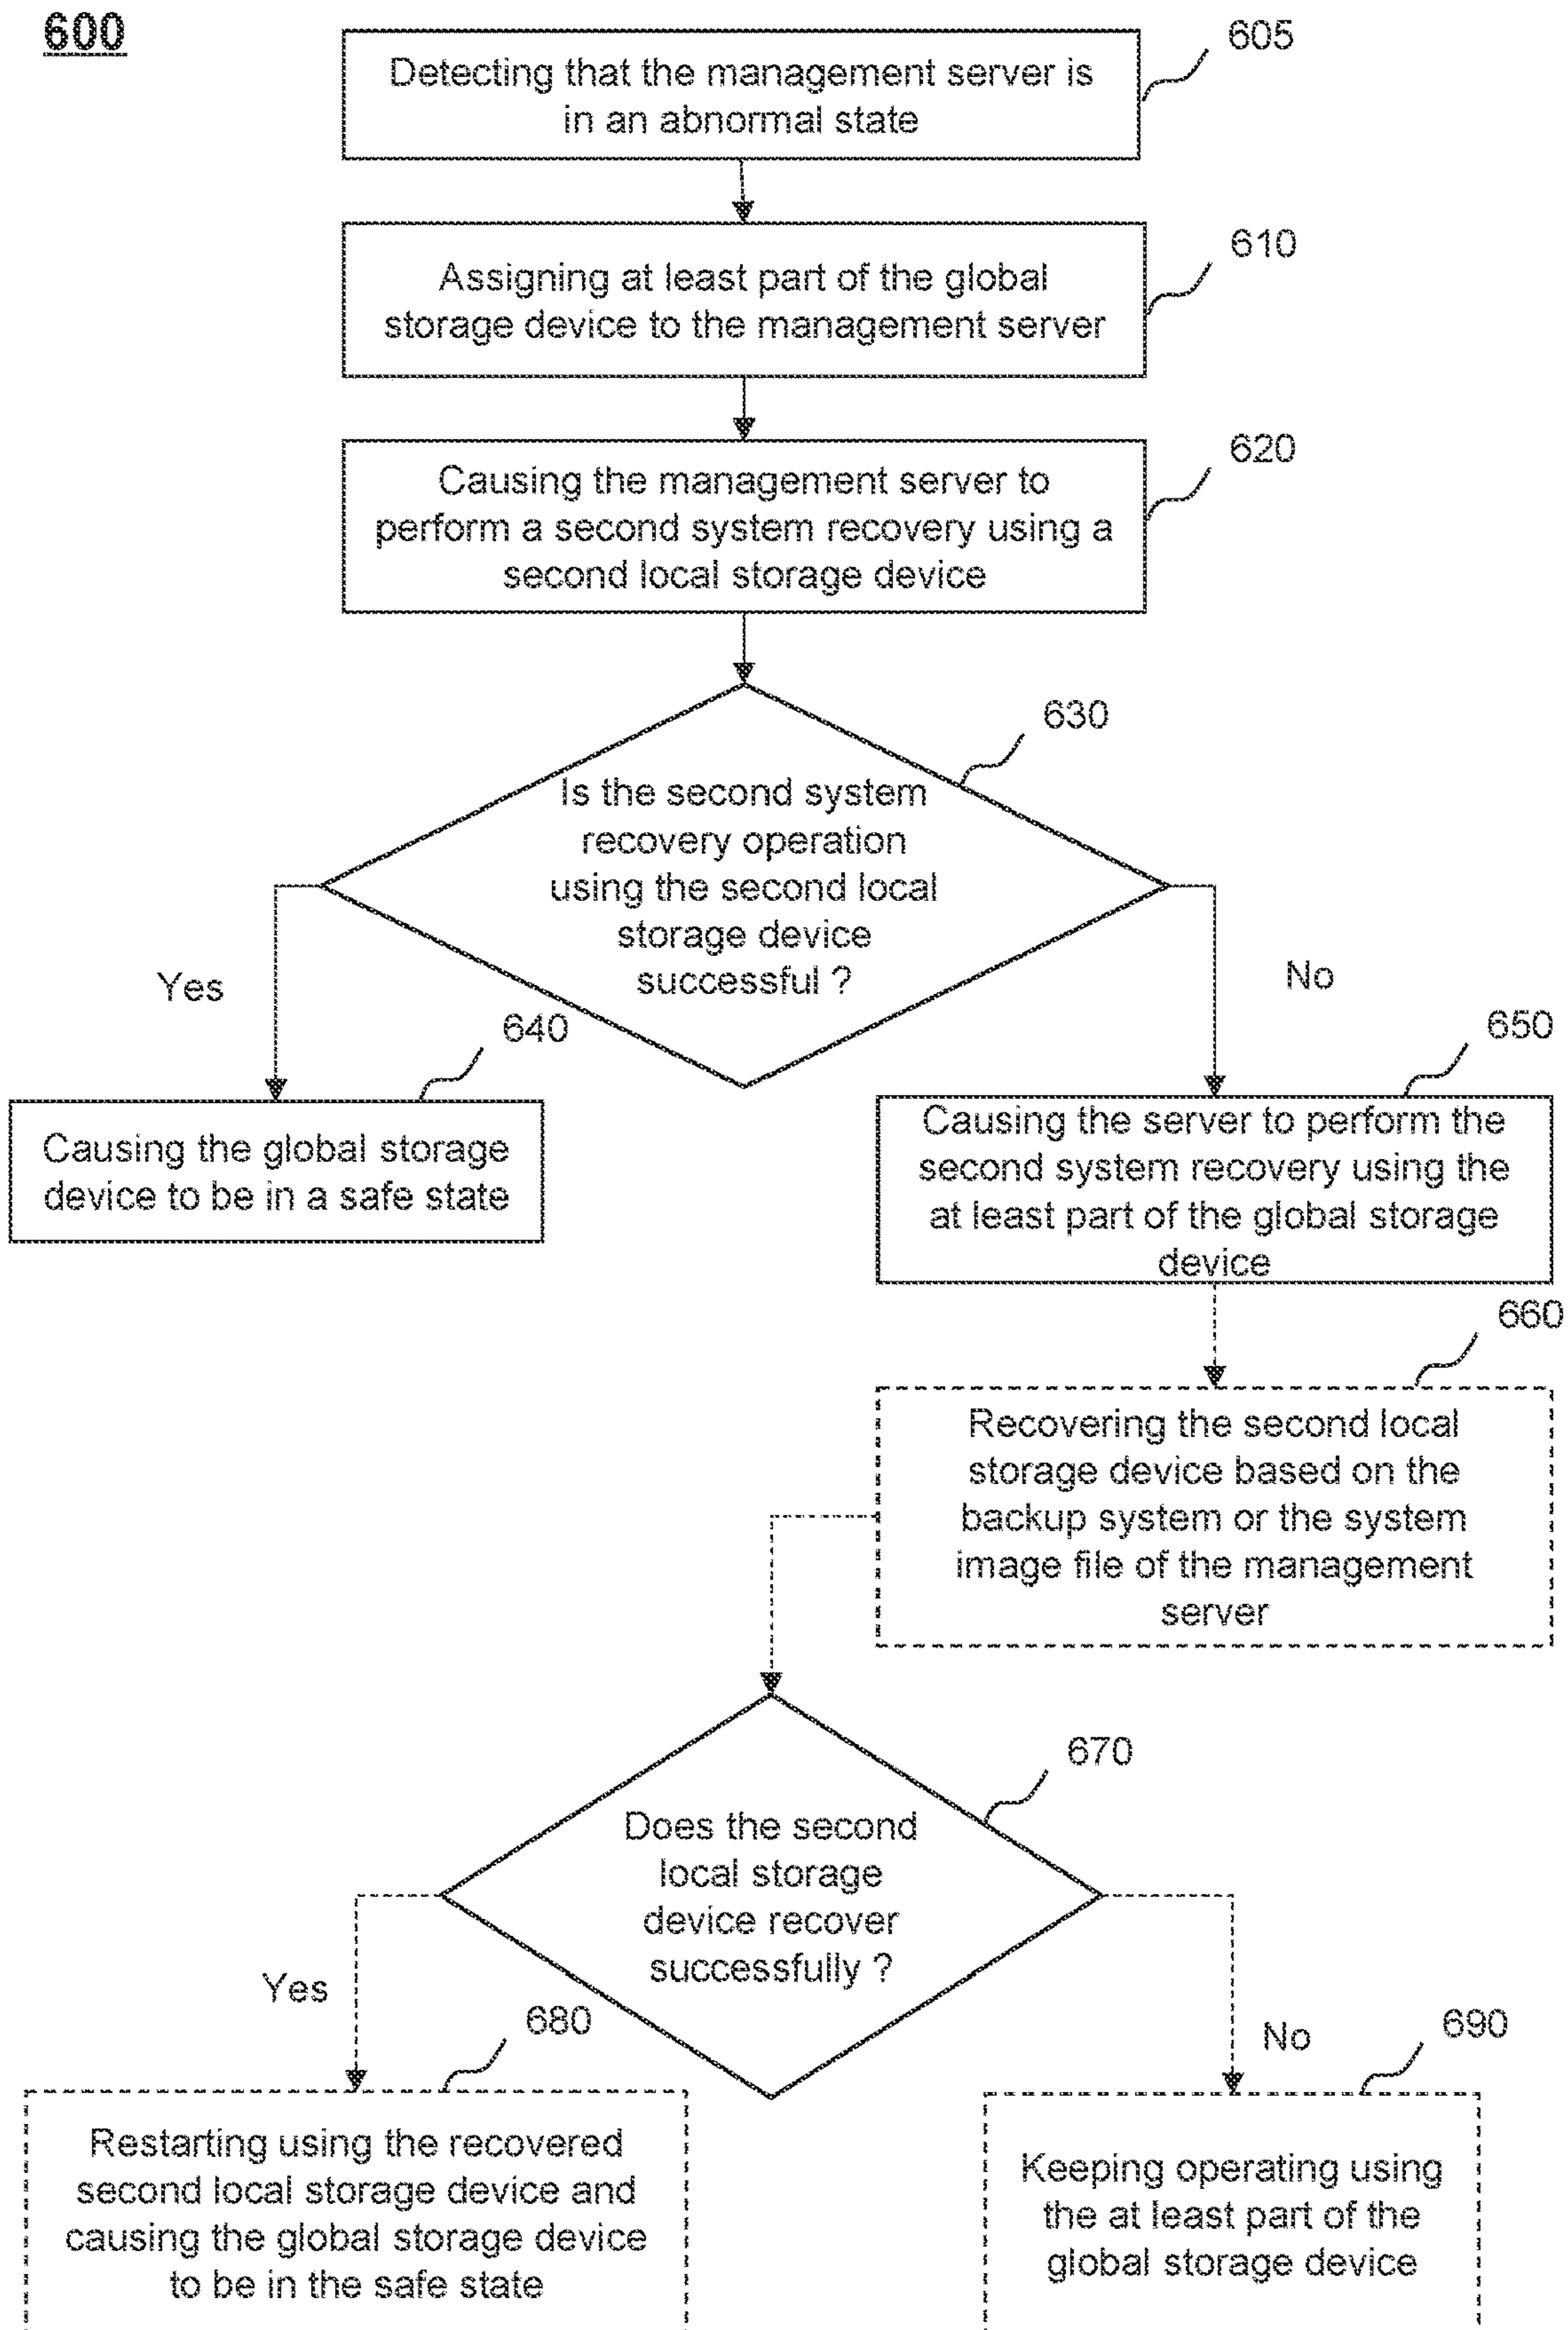 600
605
Detecting that the management server is
in an abnormal state
610
Assigning at least part of the global
storage device to the management server
620
Causing the management server to
perform a second system recovery using a
second local storage device
630
Is the second system
recovery operation
using the second local
storage device
successful ?
Yes
No
640
Causing the global storage
device to be in a safe state
650
Causing the server to perform the
second system recovery using the
at least part of the global storage
device
660
Recovering the second local
storage device based on the
backup system or the system
image file of the management
server
670
Does the second
local storage
device recover
successfully ?
Yes
No
680
Restarting using the recovered
second local storage device and
causing the global storage device
to be in the safe state
690
Keeping operating using
the at least part of the
global storage device